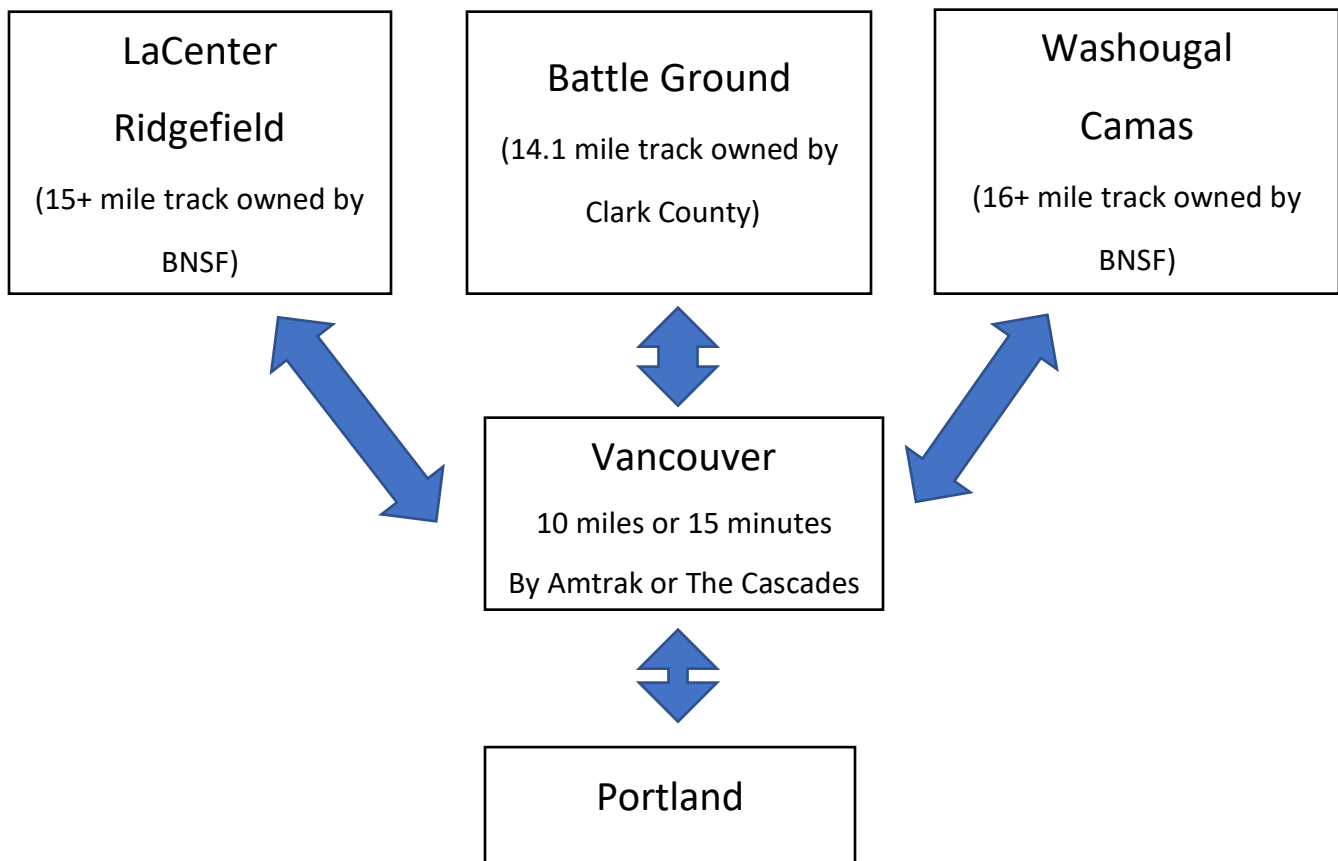 LaCenter
Ridgefield
(15+ mile track owned by
BNSF)
Battle Ground
(14.1 mile track owned by
Clark County)
Washougal
Camas
(16+ mile track owned by
BNSF)
Vancouver
10 miles or 15 minutes
By Amtrak or The Cascades
Portland